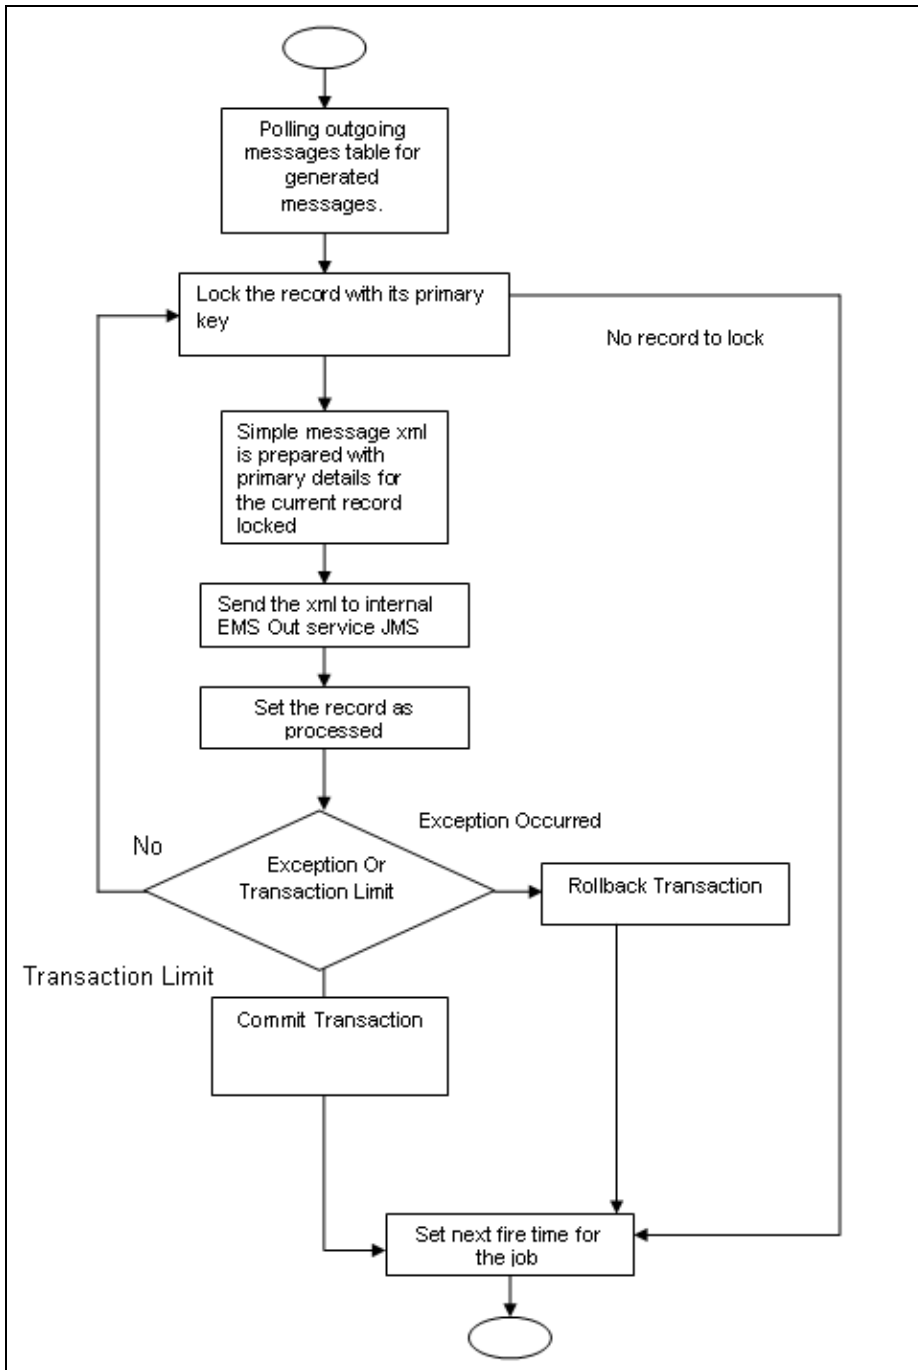 Polling outgoing
messages table for
generated
messages.
Lock the record with its primary
key
No record to lock
Simple message xml
is prepared with
primary details for
the current record
locked
Send the xml to internal
EMS Out service JMS
Set the record as
processed
Exception Occurred
No
Exception Or
Transaction Limit
Rollback Transaction
Transaction Limit
Commit Transaction
Set next fire time for
the job